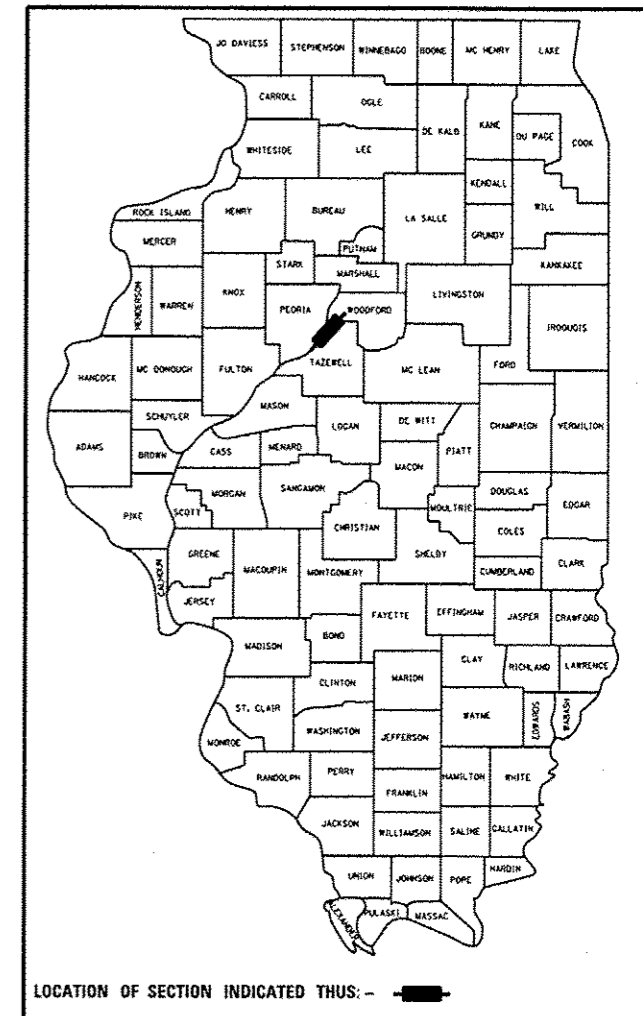 JO DAVIESS STEPHENSON WINNEBAGO BOONE MC HENRY LAKE
CARROLL OGLE DE KALB KANE DU PAGE COOK
WHITESIDE LEE
KENDALL WILL
ROCK ISLAND HENRY BUREAU LA SALLE
MERCER PUTNAM GRUNDY
STARK MARSHALL KANKAKEE
HENDERSON WARREN KNOX PEORIA WOODFORD LIVINGSTON IROQUOIS
HANCOCK MC DONOUGH FULTON TAZEWELL MC LEAN FORD
MASON
SCHUYLER LOGAN DE WITT CHAMPAIGN VERMILION
ADAMS BROWN CASS MENARD PIATT
MACON
MORGAN SANGAMON DOUGLAS
PIKE SCOTT MOULTRIE EDGAR
CHRISTIAN COLES
GREENE SHELBY
CALHOUN MACOUPIN MONTGOMERY CUMBERLAND CLARK
JERSEY
FAYETTE EFFINGHAM JASPER CRAWFORD
BOND
MADISON
CLAY RICHLAND LAWRENCE
CLINTON MARION
ST. CLAIR WAYNE EDWARDS WABASH
WASHINGTON JEFFERSON
MONROE
RANDOLPH PERRY HAMILTON WHITE
FRANKLIN
JACKSON WILLIAMSON SALINE GALLATIN
UNION JOHNSON POPE HARDIN
ALEXANDER PULASKI MASSAC
LOCATION OF SECTION INDICATED THUS: -